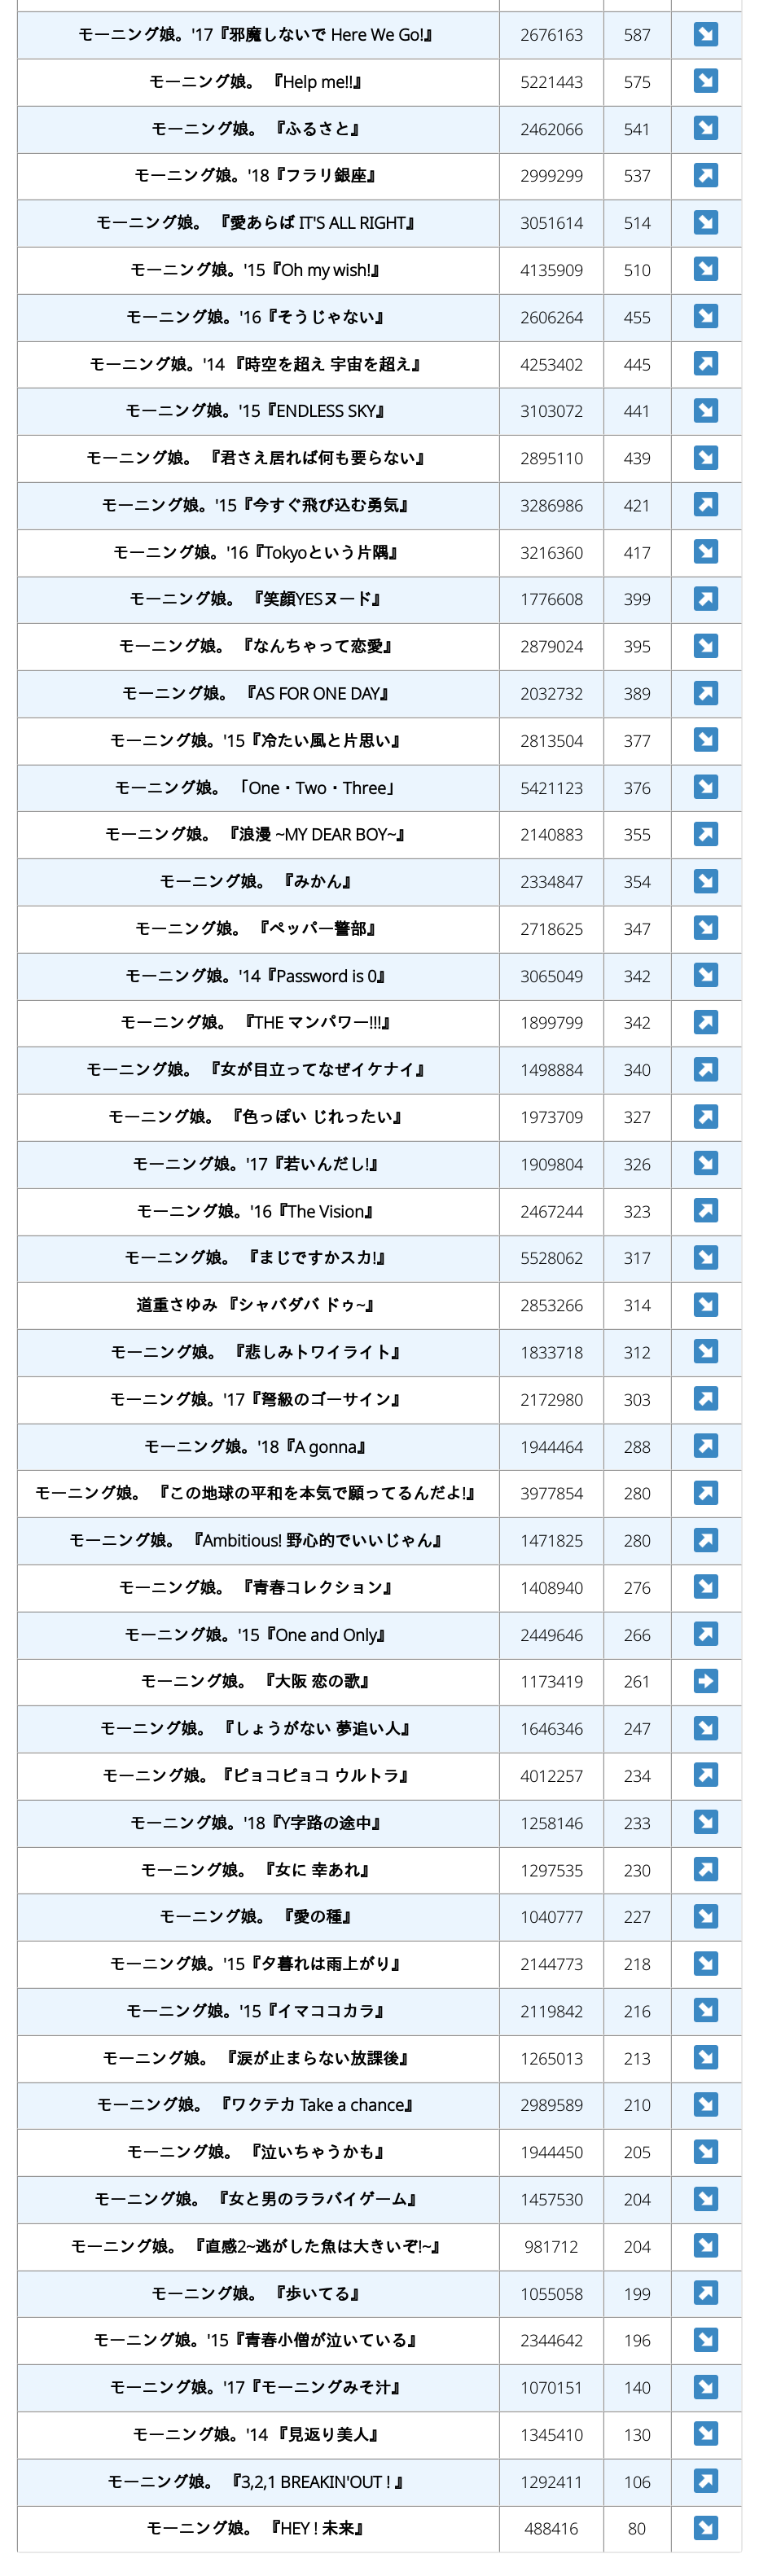 モーニング娘。'17『邪魔しないで Here We Go!』 2676163 587
モーニング娘。 『Help me!!』 5221443 575
モーニング娘。 『ふるさと』 2462066 541
モーニング娘。'18『フラリ銀座』 2999299 537
モーニング娘。 『愛あらば IT'S ALL RIGHT』 3051614 514
モーニング娘。'15『Oh my wish!』 4135909 510
モーニング娘。'16『そうじゃない』 2606264 455
モーニング娘。'14 『時空を超え 宇宙を超え』 4253402 445
モーニング娘。'15『ENDLESS SKY』 3103072 441
モーニング娘。 『君さえ居れば何も要らない』 2895110 439
モーニング娘。'15『今すぐ飛び込む勇気』 3286986 421
モーニング娘。'16『Tokyoという片隅』 3216360 417
モーニング娘。 『笑顔YESヌード』 1776608 399
モーニング娘。 『なんちゃって恋愛』 2879024 395
モーニング娘。 『AS FOR ONE DAY』 2032732 389
モーニング娘。'15『冷たい風と片思い』 2813504 377
モーニング娘。 「One・Two・Three」 5421123 376
モーニング娘。 『浪漫 ~MY DEAR BOY~』 2140883 355
モーニング娘。 『みかん』 2334847 354
モーニング娘。 『ペッパー警部』 2718625 347
モーニング娘。'14『Password is 0』 3065049 342
モーニング娘。 『THE マンパワー!!!』 1899799 342
モーニング娘。 『女が目立ってなぜイケナイ』 1498884 340
モーニング娘。 『色っぽい じれったい』 1973709 327
モーニング娘。'17『若いんだし!』 1909804 326
モーニング娘。'16『The Vision』 2467244 323
モーニング娘。 『まじですかスカ!』 5528062 317
道重さゆみ 『シャバダバ ドゥ~』 2853266 314
モーニング娘。 『悲しみトワイライト』 1833718 312
モーニング娘。'17『弩級のゴーサイン』 2172980 303
モーニング娘。'18『A gonna』 1944464 288
モーニング娘。 『この地球の平和を本気で願ってるんだよ!』 3977854 280
モーニング娘。 『Ambitious! 野心的でいいじゃん』 1471825 280
モーニング娘。 『青春コレクション』 1408940 276
モーニング娘。'15『One and Only』 2449646 266
モーニング娘。 『大阪 恋の歌』 1173419 261
モーニング娘。 『しょうがない 夢追い人』 1646346 247
モーニング娘。『ピョコピョコ ウルトラ』 4012257 234
モーニング娘。'18『Y字路の途中』 1258146 233
モーニング娘。 『女に 幸あれ』 1297535 230
モーニング娘。 『愛の種』 1040777 227
モーニング娘。'15『夕暮れは雨上がり』 2144773 218
モーニング娘。'15『イマココカラ』 2119842 216
モーニング娘。 『涙が止まらない放課後』 1265013 213
モーニング娘。 『ワクテカ Take a chance』 2989589 210
モーニング娘。 『泣いちゃうかも』 1944450 205
モーニング娘。 『女と男のララバイゲーム』 1457530 204
モーニング娘。 『直感2~逃がした魚は大きいぞ!~』 981712 204
モーニング娘。 『歩いてる』 1055058 199
モーニング娘。'15『青春小僧が泣いている』 2344642 196
モーニング娘。'17『モーニングみそ汁』 1070151 140
モーニング娘。'14 『見返り美人』 1345410 130
モーニング娘。 『3,2,1 BREAKIN'OUT ! 』 1292411 106
モーニング娘。 『HEY ! 未来』 488416 80